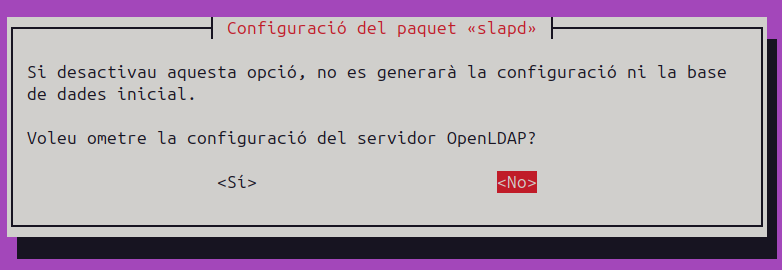 Configuració del paquet «slapd»
Si desactivau aquesta opció, no es generarà la configuració ni la base
de dades inicial.
Voleu ometre la configuració del servidor OpenLDAP?
<Sí> <No>